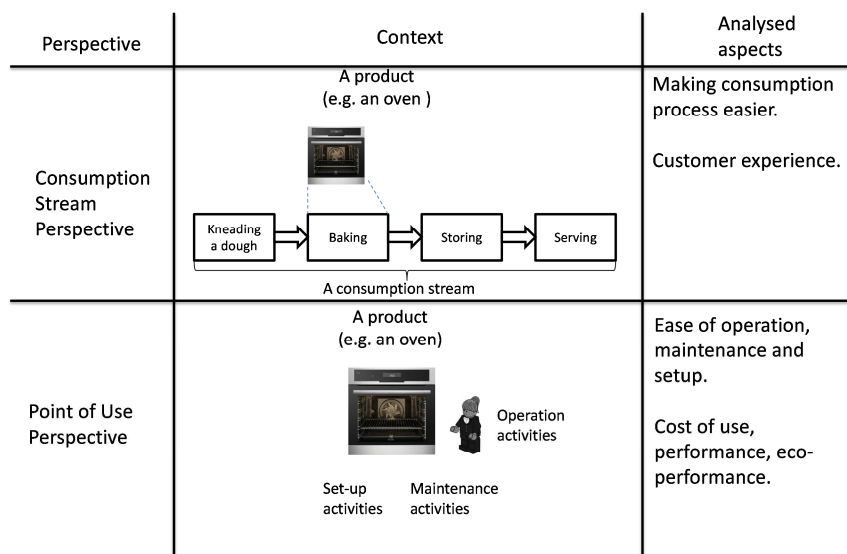 Perspective
Context
Analysed
aspects
Consumption
Stream
Perspective
A product
(e.g. an oven )
Kneading
a dough
Baking
Storing
Serving
A consumption stream
Making consumption
process easier.
Customer experience.
Point of Use
Perspective
A product
(e.g. an oven)
Operation
activities
Set-up
activities
Maintenance
activities
Ease of operation,
maintenance and
setup.
Cost of use,
performance, eco-
performance.